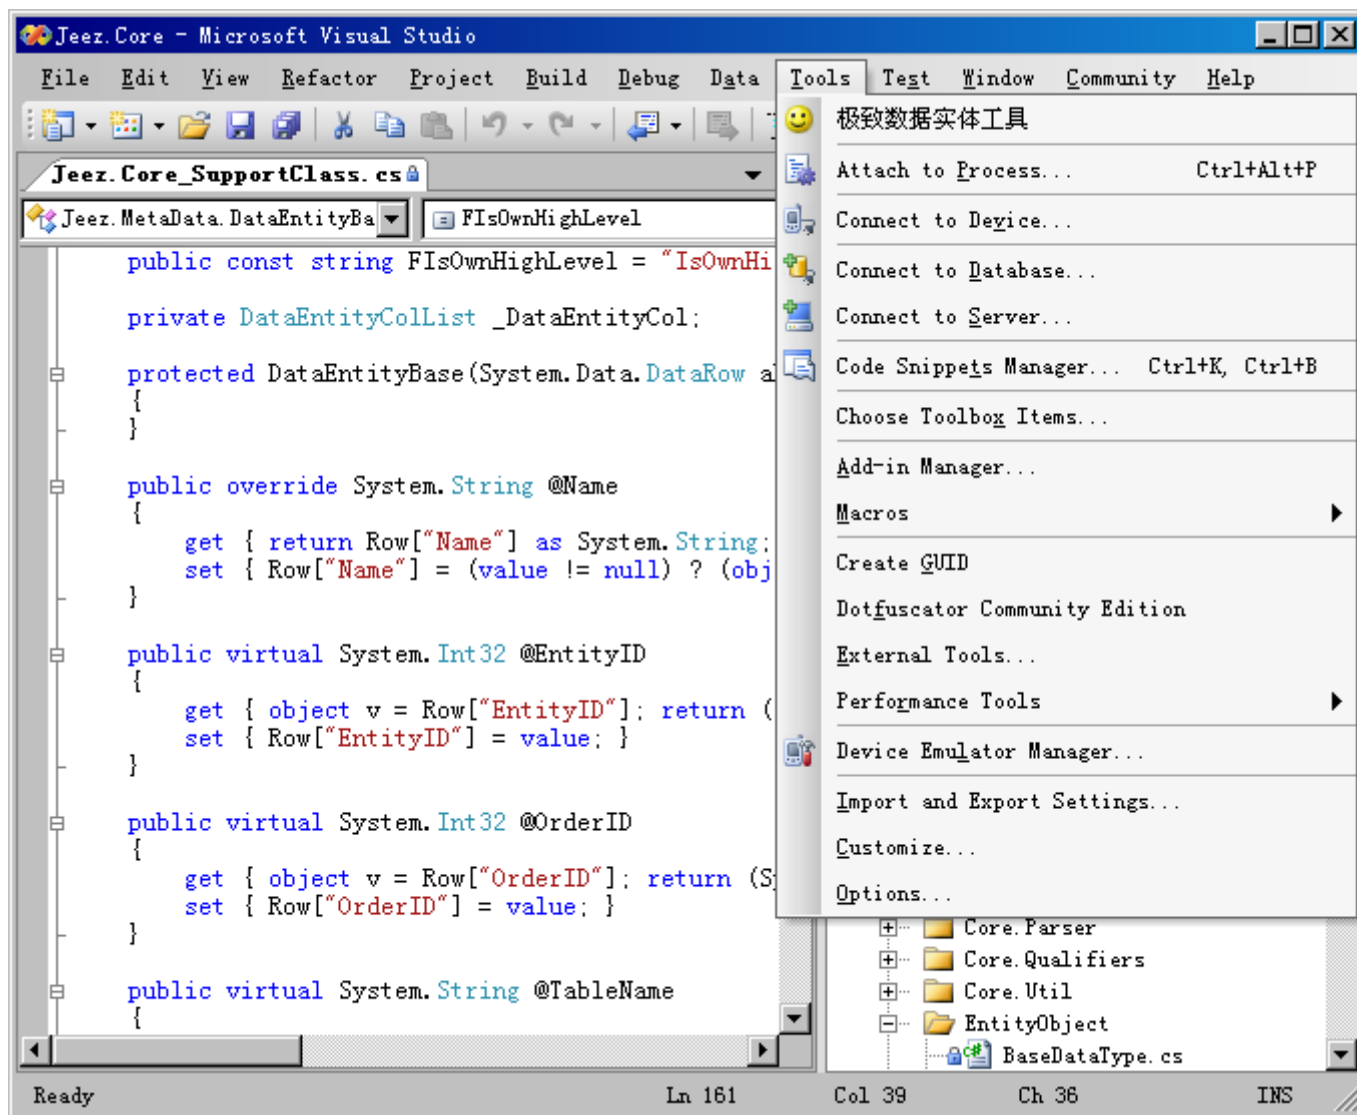 Jeez.Core - Microsoft Visual Studio
File Edit View Refactor Project Build Debug Data Tools Test Window Community Help
Jeez.Core_SupportClass.cs
Jeez.MetaData.DataEntityBa FIsOwnHighLevel
public const string FIsOwnHighLevel = "IsOwnHi
private DataEntityColList _DataEntityCol;
protected DataEntityBase(System.Data.DataRow a
{
}
public override System.String @Name
{
get { return Row["Name"] as System.String;
set { Row["Name"] = (value != null) ? (obj
}
public virtual System.Int32 @EntityID
{
get { object v = Row["EntityID"]; return (
set { Row["EntityID"] = value; }
}
public virtual System.Int32 @OrderID
{
get { object v = Row["OrderID"]; return (S
set { Row["OrderID"] = value; }
}
public virtual System.String @TableName
{
极致数据实体工具
Attach to Process... Ctrl+Alt+P
Connect to Device...
Connect to Database...
Connect to Server...
Code Snippets Manager... Ctrl+K, Ctrl+B
Choose Toolbox Items...
Add-in Manager...
Macros
Create GUID
Dotfuscator Community Edition
External Tools...
Performance Tools
Device Emulator Manager...
Import and Export Settings...
Customize...
Options...
Core.Parser
Core.Qualifiers
Core.Util
EntityObject
BaseDataType.cs
Ready Ln 161 Col 39 Ch 36 INS